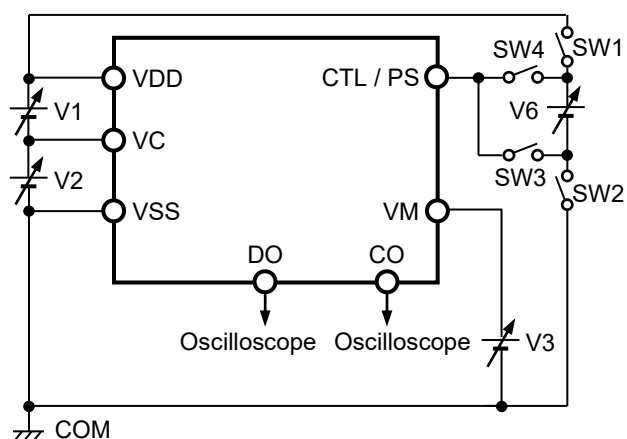 SW1
SW4
VDD
CTL / PS
V1
V6
VC
V2
SW3
SW2
VSS
VM
DO
CO
Oscilloscope
Oscilloscope
V3
COM